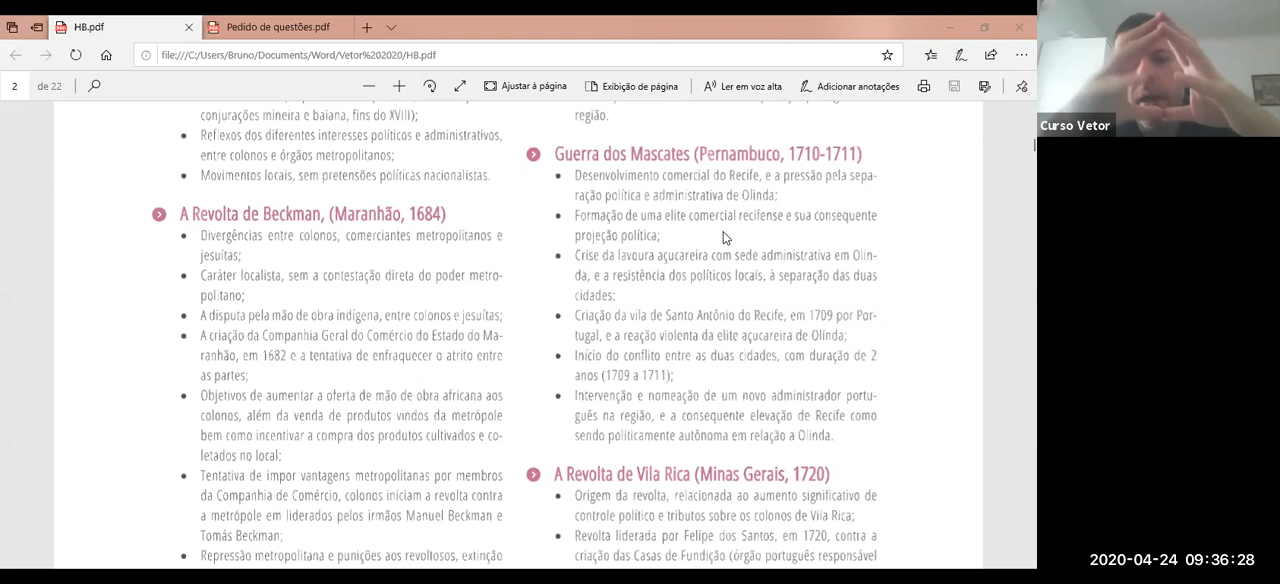 HB.pdf
Pedido de questões.pdf
file:///C:/Users/Bruno/Documents/Word/Vetor%202020/HB.pdf
2 de 22
Ajustar à página
Exibição de página
Ler em voz alta
Adicionar anotações
Curso Vetor
conjurações mineira e baiana, fins do XVIII);
• Reflexos dos diferentes interesses políticos e administrativos,
entre colonos e órgãos metropolitanos;
• Movimentos locais, sem pretensões políticas nacionalistas.
A Revolta de Beckman, (Maranhão, 1684)
• Divergências entre colonos, comerciantes metropolitanos e
jesuítas;
• Caráter localista, sem a contestação direta do poder metro-
politano;
• A disputa pela mão de obra indígena, entre colonos e jesuítas;
• A criação da Companhia Geral do Comércio do Estado do Ma-
ranhão, em 1682 e a tentativa de enfraquecer o atrito entre
as partes;
• Objetivos de aumentar a oferta de mão de obra africana aos
colonos, além da venda de produtos vindos da metrópole
bem como incentivar a compra dos produtos cultivados e co-
letados no local;
• Tentativa de impor vantagens metropolitanas por membros
da Companhia de Comércio, colonos iniciam a revolta contra
a metrópole em liderados pelos irmãos Manuel Beckman e
Tomás Beckman;
• Repressão metropolitana e punições aos revoltosos, extinção
região.
Guerra dos Mascates (Pernambuco, 1710-1711)
• Desenvolvimento comercial do Recife, e a pressão pela sepa-
ração política e administrativa de Olinda;
• Formação de uma elite comercial recifense e sua consequente
projeção política;
• Crise da lavoura açucareira com sede administrativa em Olin-
da, e a resistência dos políticos locais, à separação das duas
cidades;
• Criação da vila de Santo Antônio do Recife, em 1709 por Por-
tugal, e a reação violenta da elite açucareira de Olinda;
• Início do conflito entre as duas cidades, com duração de 2
anos (1709 a 1711);
• Intervenção e nomeação de um novo administrador portu-
guês na região, e a consequente elevação de Recife como
sendo politicamente autônoma em relação a Olinda.
A Revolta de Vila Rica (Minas Gerais, 1720)
• Origem da revolta, relacionada ao aumento significativo de
controle político e tributos sobre os colonos de Vila Rica;
• Revolta liderada por Felipe dos Santos, em 1720, contra a
criação das Casas de Fundição (órgão português responsável
2020-04-24 09:36:28